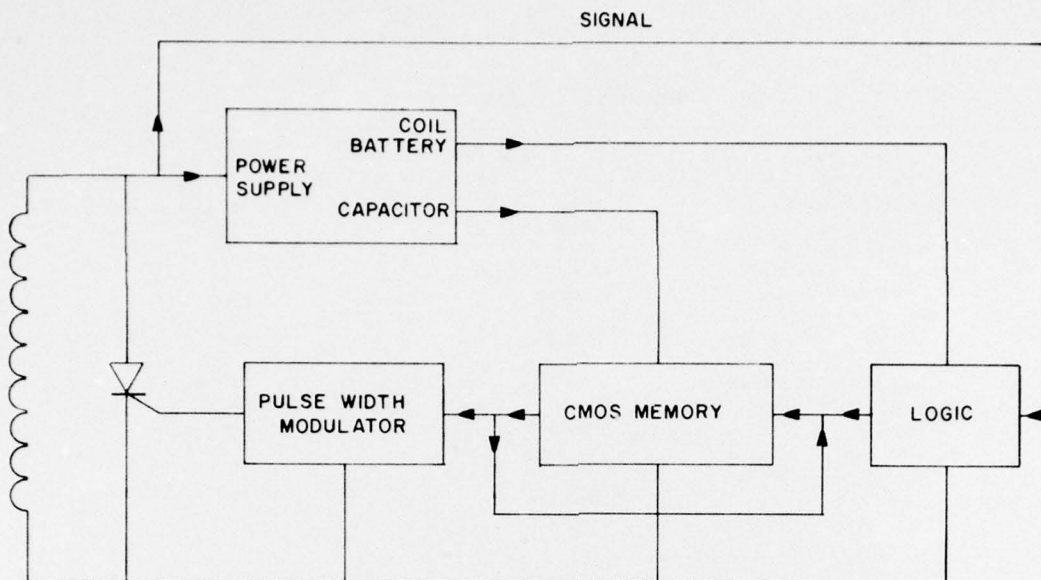 SIGNAL
COIL
BATTERY
POWER
SUPPLY
CAPACITOR
PULSE WIDTH
MODULATOR
CMOS MEMORY
LOGIC